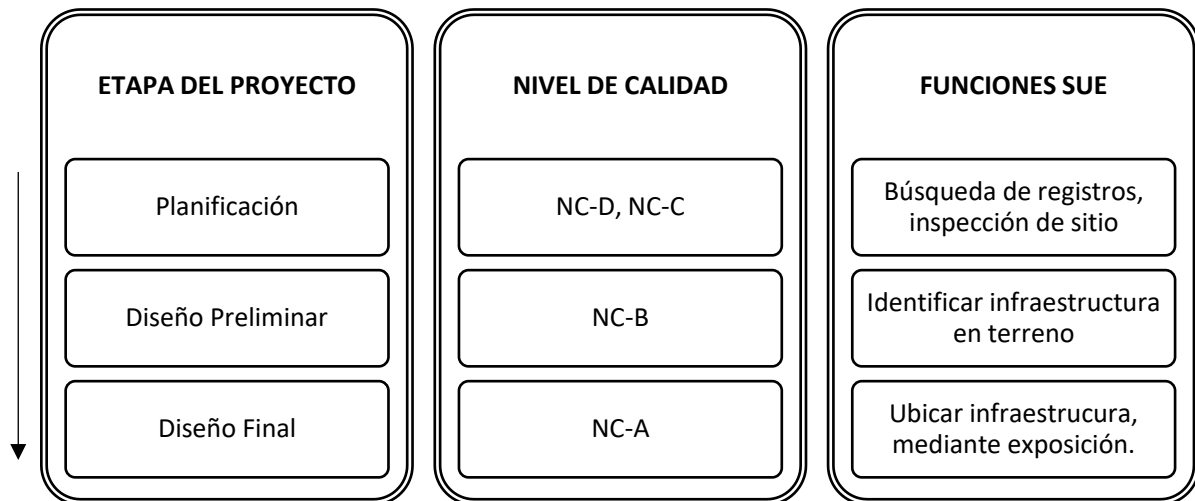 ETAPA DEL PROYECTO
Planificación
Diseño Preliminar
Diseño Final
NIVEL DE CALIDAD
NC-D, NC-C
NC-B
NC-A
FUNCIONES SUE
Búsqueda de registros,
inspección de sitio
Identificar infraestructura
en terreno
Ubicar infraestrucura,
mediante exposición.